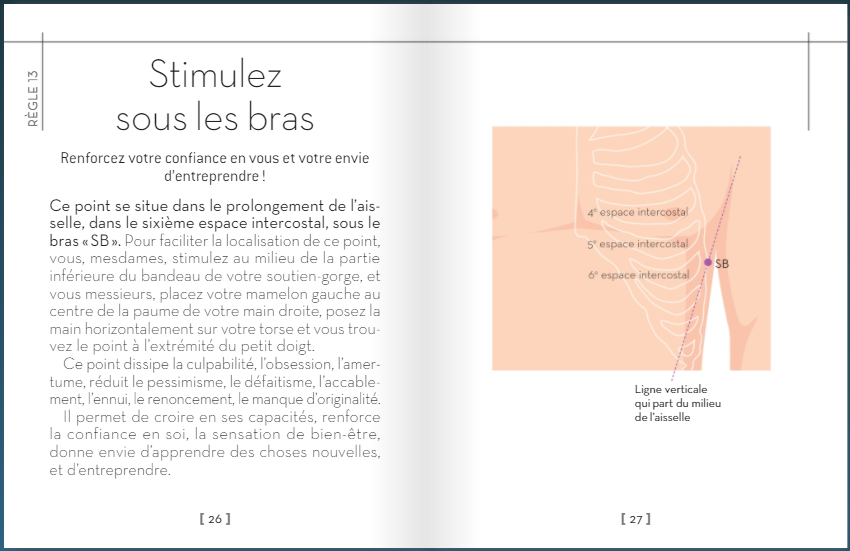 RÈGLE 13
Stimulez
sous les bras
Renforcez votre confiance en vous et votre envie
d'entreprendre !
Ce point se situe dans le prolongement de l'ais-
selle, dans le sixième espace intercostal, sous le
bras « SB ». Pour faciliter la localisation de ce point,
vous, mesdames, stimulez au milieu de la partie
inférieure du bandeau de votre soutien-gorge, et
vous messieurs, placez votre mamelon gauche au
centre de la paume de votre main droite, posez la
main horizontalement sur votre torse et vous trou-
vez le point à l'extrémité du petit doigt.
Ce point dissipe la culpabilité, l'obsession, l'amer-
tume, réduit le pessimisme, le défaitisme, l'accable-
ment, l'ennui, le renoncement, le manque d'originalité.
Il permet de croire en ses capacités, renforce
la confiance en soi, la sensation de bien-être,
donne envie d'apprendre des choses nouvelles,
et d'entreprendre.
[ 26 ]
4e espace intercostal
5e espace intercostal
SB
6e espace intercostal
Ligne verticale
qui part du milieu
de l'aisselle
[ 27 ]